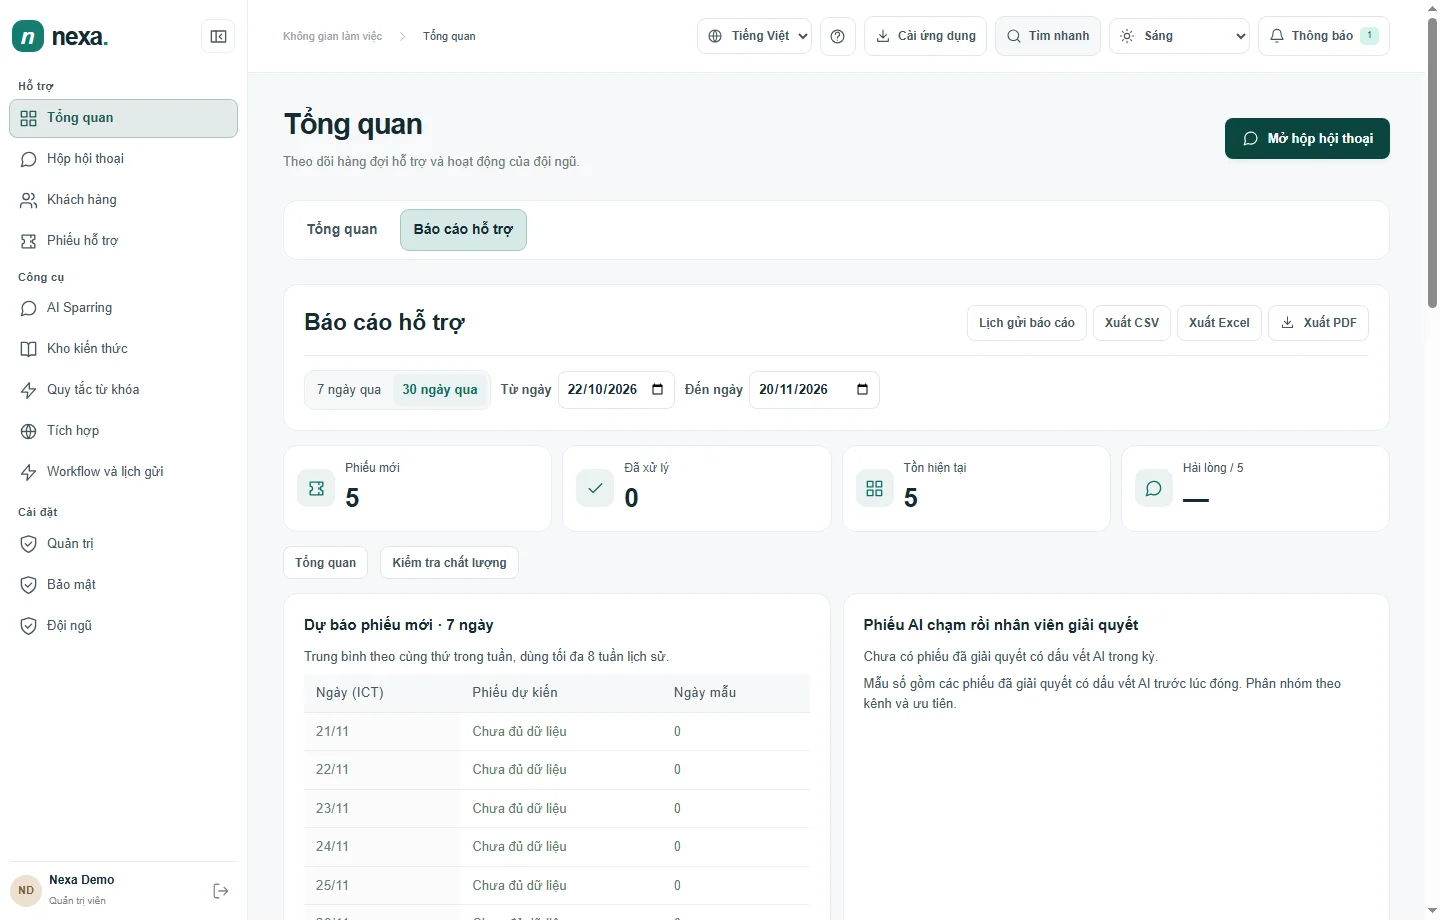 n nexa.
Không gian làm việc
Tổng quan
Tiếng Việt
Cài ứng dụng
Tìm nhanh
Sáng
Thông báo 1
Hỗ trợ
Tổng quan
Hộp hội thoại
Khách hàng
Phiếu hỗ trợ
Công cụ
AI Sparring
Kho kiến thức
Quy tắc từ khóa
Tích hợp
Workflow và lịch gửi
Cài đặt
Quản trị
Bảo mật
Đội ngũ
ND
Nexa Demo
Quản trị viên
Tổng quan
Theo dõi hàng đợi hỗ trợ và hoạt động của đội ngũ.
Mở hộp hội thoại
Tổng quan
Báo cáo hỗ trợ
Báo cáo hỗ trợ
Lịch gửi báo cáo
Xuất CSV
Xuất Excel
Xuất PDF
7 ngày qua
30 ngày qua
Từ ngày
22/10/2026
Đến ngày
20/11/2026
Phiếu mới
5
Đã xử lý
0
Tồn hiện tại
5
Hài lòng / 5
—
Tổng quan
Kiểm tra chất lượng
Dự báo phiếu mới · 7 ngày
Trung bình theo cùng thứ trong tuần, dùng tối đa 8 tuần lịch sử.
Ngày (ICT) Phiếu dự kiến Ngày mẫu
21/11 Chưa đủ dữ liệu 0
22/11 Chưa đủ dữ liệu 0
23/11 Chưa đủ dữ liệu 0
24/11 Chưa đủ dữ liệu 0
25/11 Chưa đủ dữ liệu 0
Phiếu AI chạm rồi nhân viên giải quyết
Chưa có phiếu đã giải quyết có dấu vết AI trong kỳ.
Mẫu số gồm các phiếu đã giải quyết có dấu vết AI trước lúc đóng. Phân nhóm theo
kênh và ưu tiên.